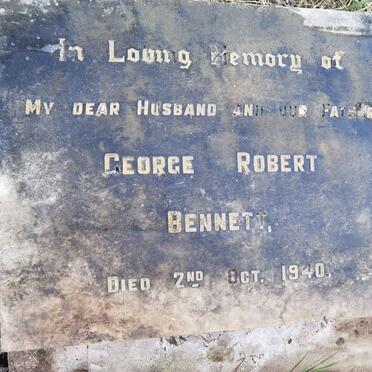 In Loving Memory of
MY DEAR HUSBAND AND OUR FATHER
GEORGE ROBERT
BENNETT,
DIED 2ND OCT. 1940.